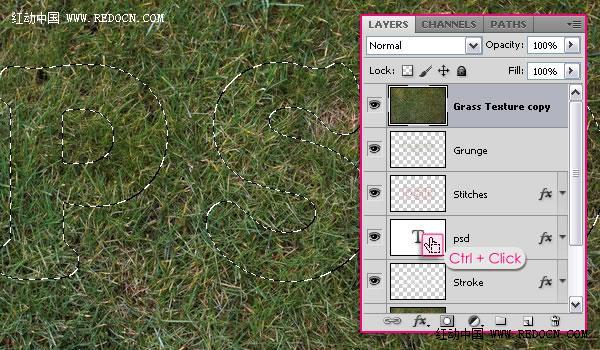 红动中国 WWW.REDOCN.COM
LAYERS CHANNELS PATHS
Normal Opacity: 100%
Lock: Fill: 100%
Grass Texture copy
Grunge
Stitches fx
T psd fx
Ctrl + Click
Stroke fx
fx
红动中国 WWW.REDOCN.COM